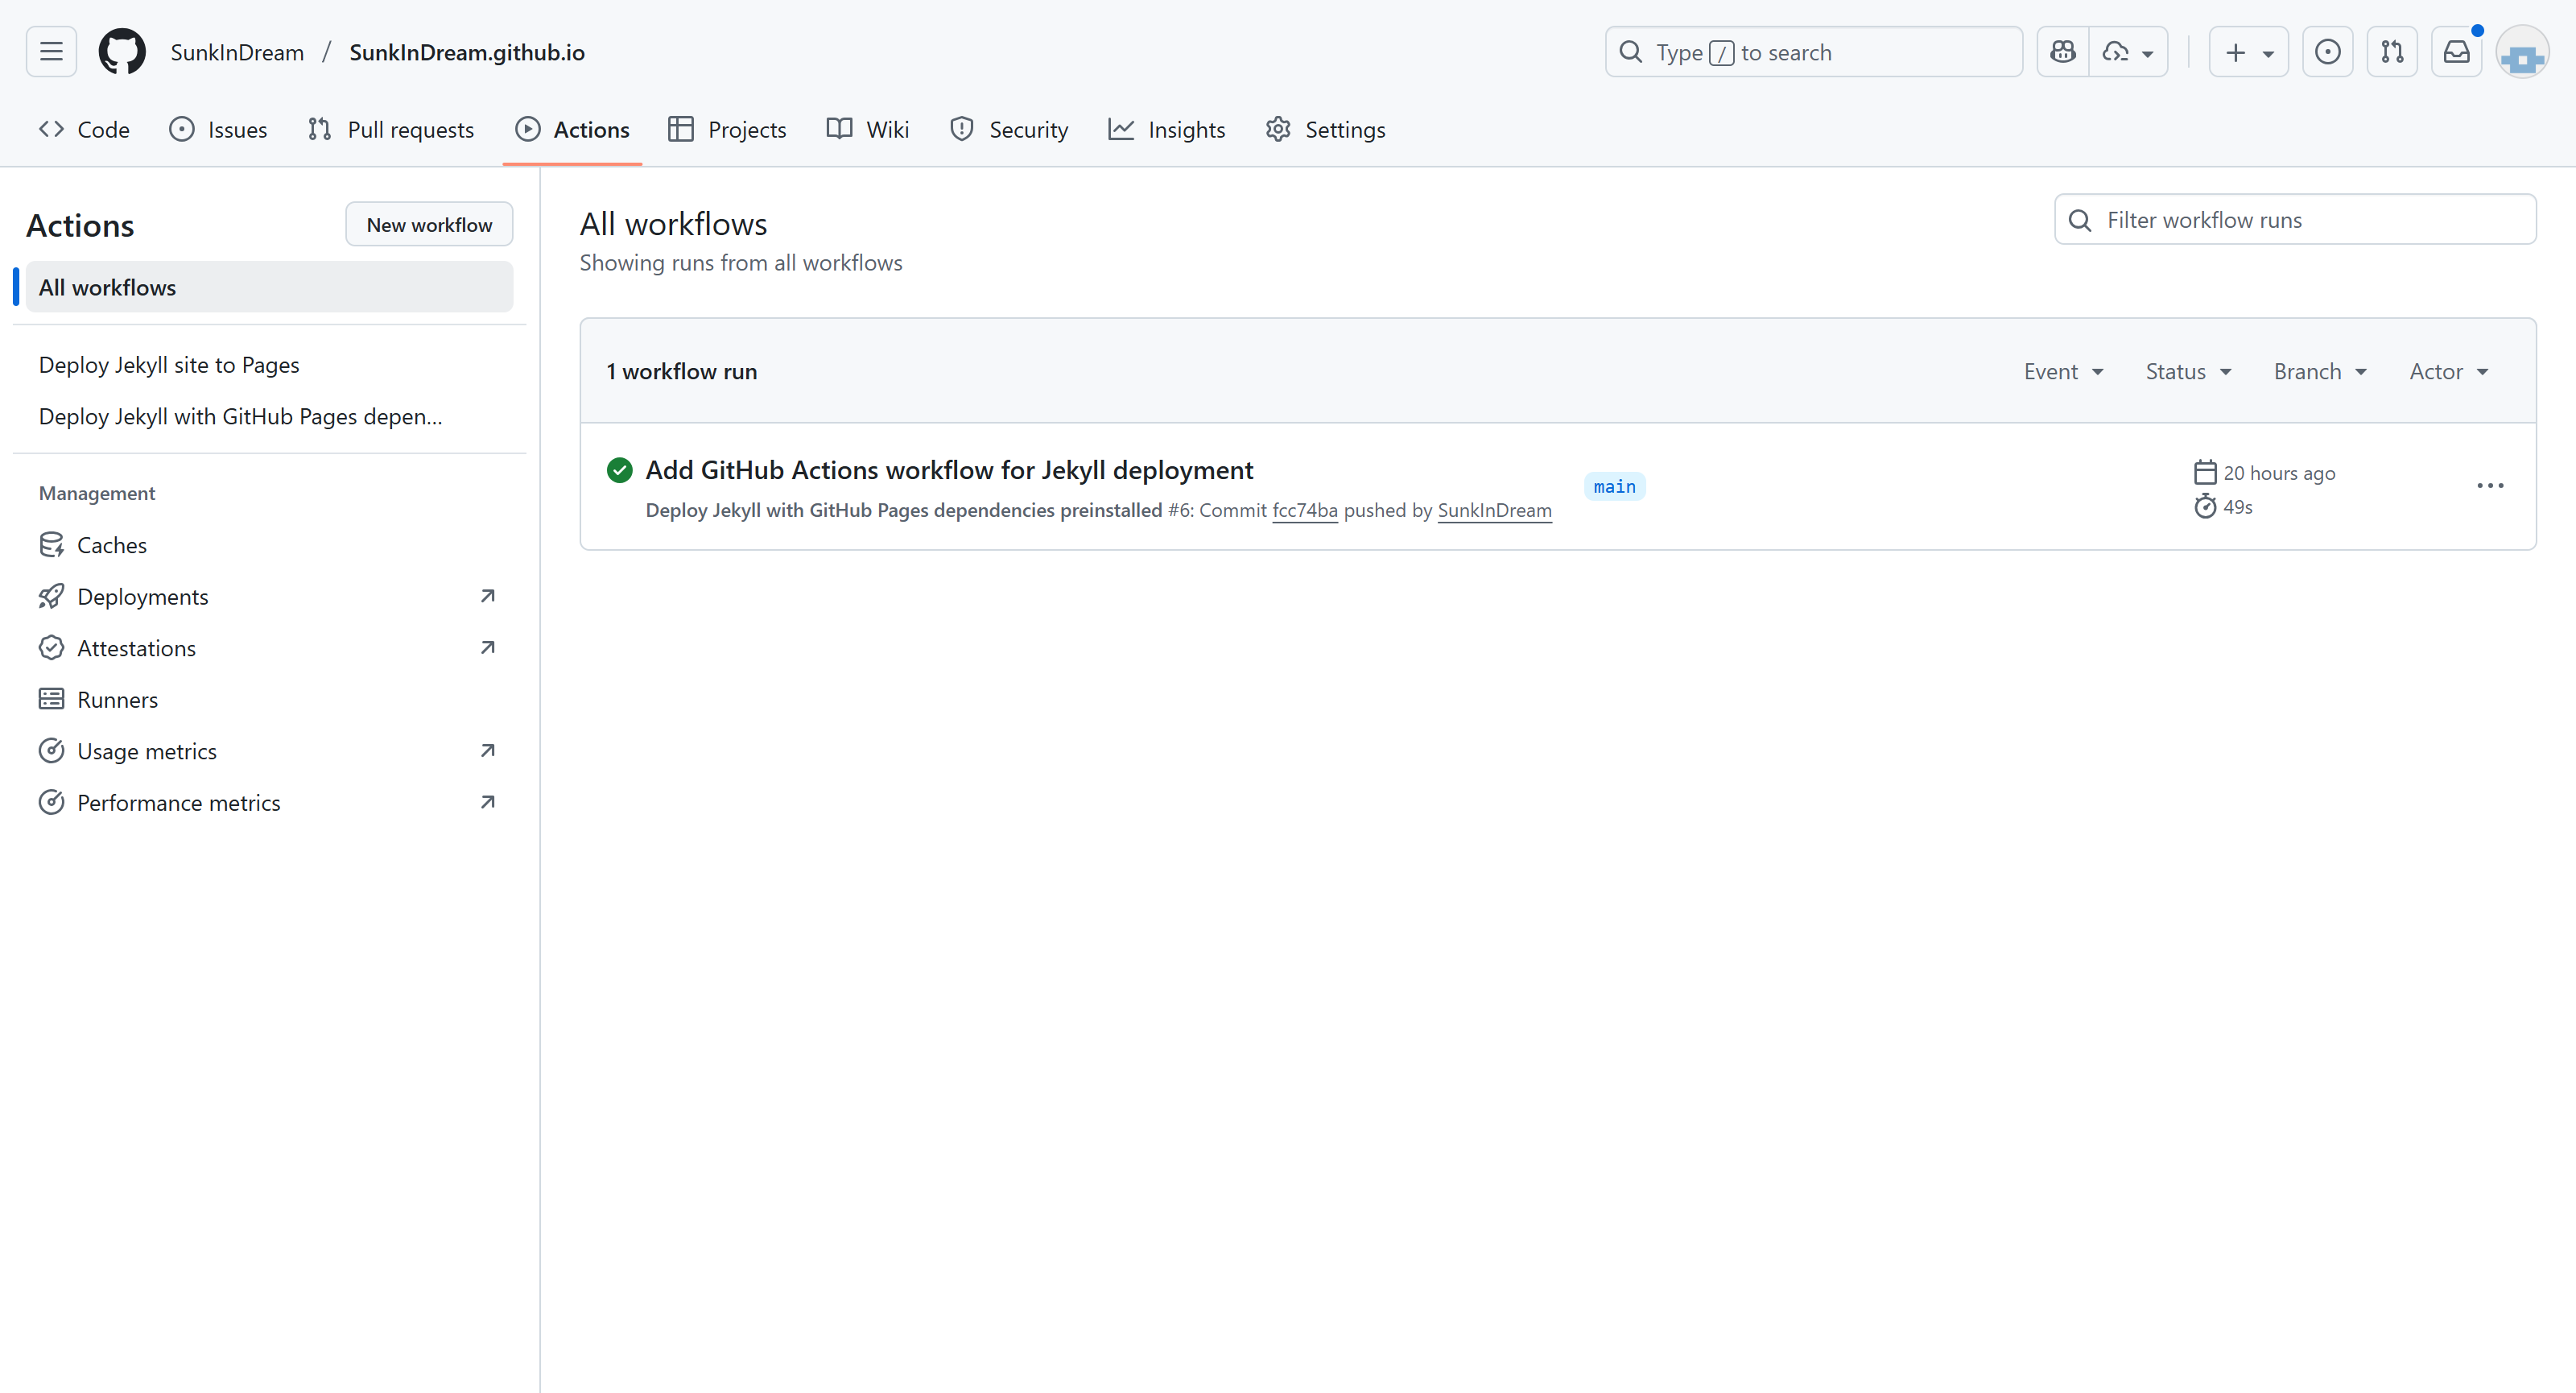 SunkInDream / SunkInDream.github.io
Type / to search
Code Issues Pull requests Actions Projects Wiki Security Insights Settings
Actions
New workflow
All workflows
Deploy Jekyll site to Pages
Deploy Jekyll with GitHub Pages depen...
Management
Caches
Deployments
Attestations
Runners
Usage metrics
Performance metrics
All workflows
Showing runs from all workflows
Filter workflow runs
1 workflow run
Event Status Branch Actor
Add GitHub Actions workflow for Jekyll deployment
Deploy Jekyll with GitHub Pages dependencies preinstalled #6: Commit fcc74ba pushed by SunkInDream
main
20 hours ago
49s